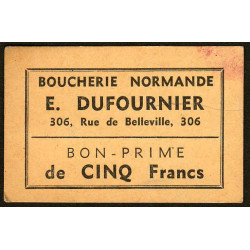 BOUCHERIE NORMANDE
E. DUFOURNIER
306, Rue de Belleville, 306
BON-PRIME
de CINQ Francs